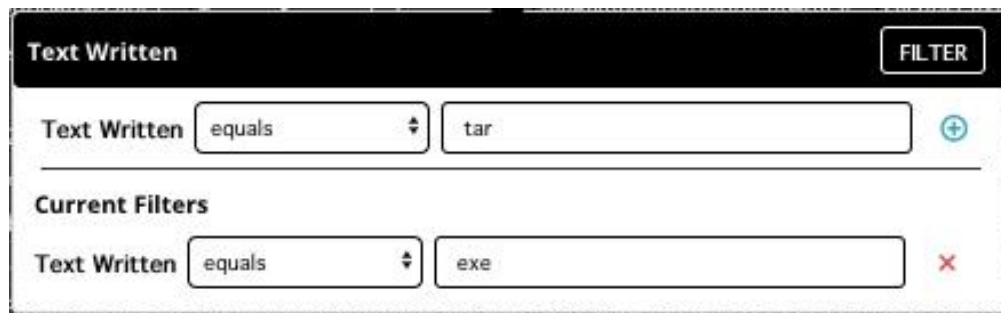 Text Written FILTER
Text Written equals tar
Current Filters
Text Written equals exe